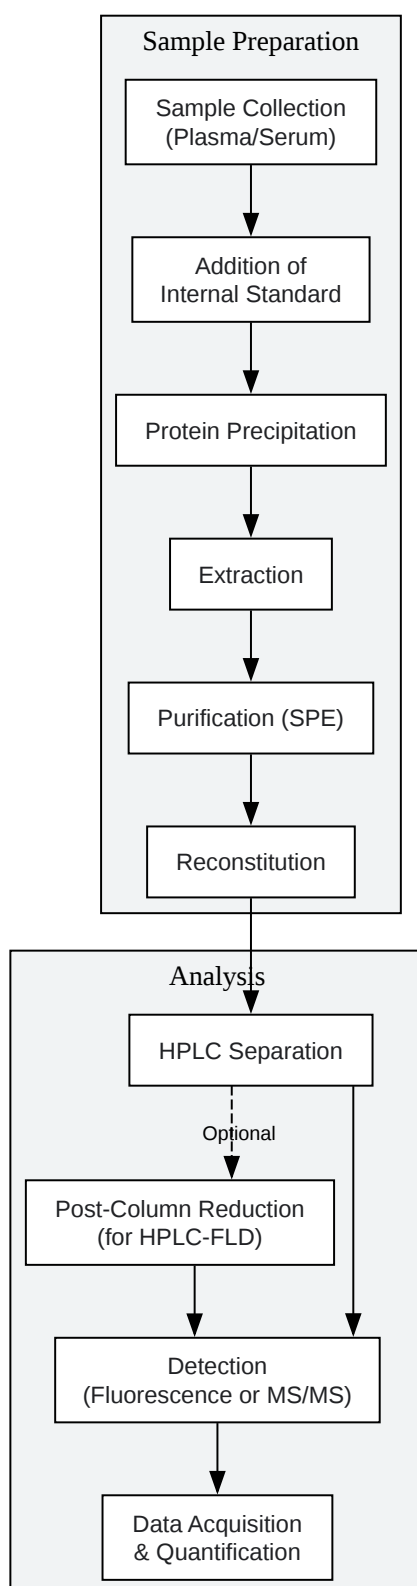 Sample Preparation
Sample Collection
(Plasma/Serum)
Addition of
Internal Standard
Protein Precipitation
Extraction
Purification (SPE)
Reconstitution
Analysis
HPLC Separation
Optional
Post-Column Reduction
(for HPLC-FLD)
Detection
(Fluorescence or MS/MS)
Data Acquisition
& Quantification